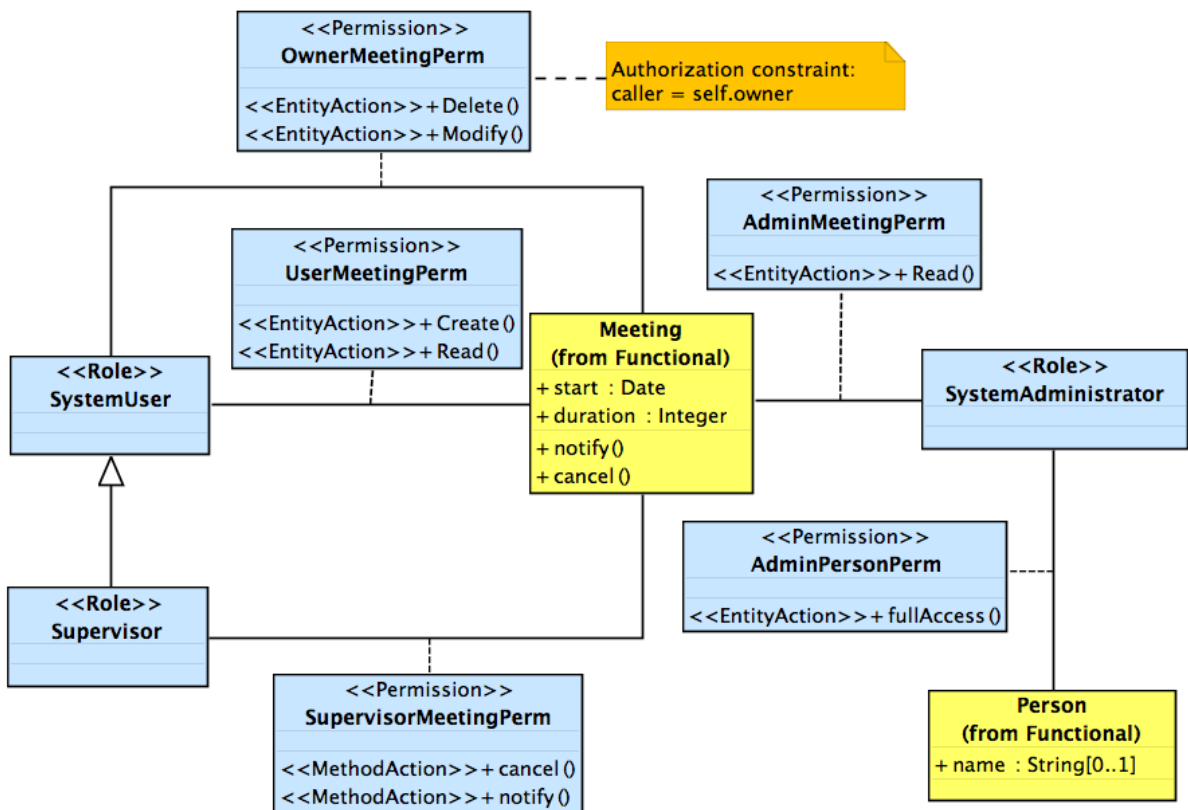 <<Permission>>
OwnerMeetingPerm
<<EntityAction>>+Delete()
<<EntityAction>>+Modify()
Authorization constraint:
caller = self.owner
<<Permission>>
AdminMeetingPerm
<<EntityAction>>+Read()
<<Permission>>
UserMeetingPerm
<<EntityAction>>+Create()
<<EntityAction>>+Read()
Meeting
(from Functional)
+ start : Date
+ duration : Integer
+ notify()
+ cancel()
<<Role>>
SystemUser
<<Role>>
SystemAdministrator
<<Permission>>
AdminPersonPerm
<<EntityAction>>+fullAccess()
<<Role>>
Supervisor
<<Permission>>
SupervisorMeetingPerm
<<MethodAction>>+cancel()
<<MethodAction>>+notify()
Person
(from Functional)
+ name : String[0..1]